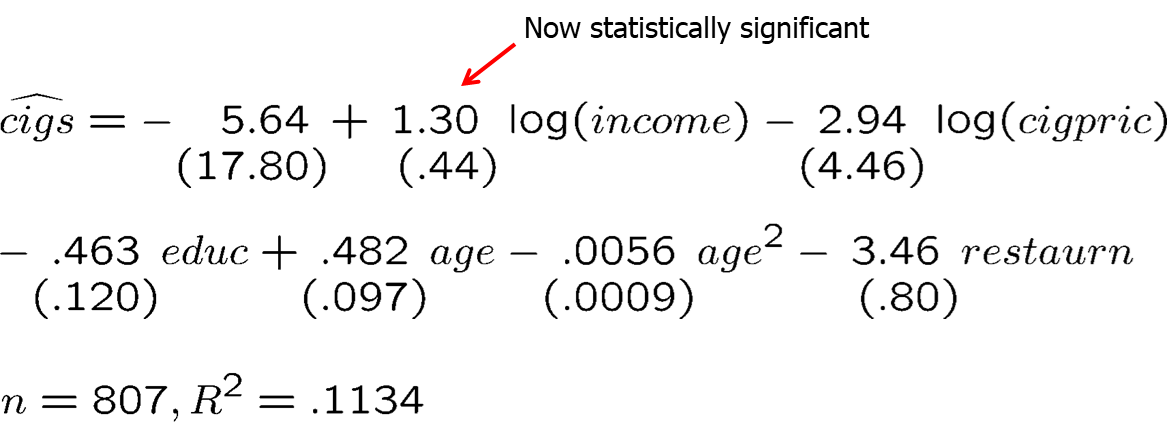 Now statistically significant
\widehat{cigs} = − 5.64 + 1.30 log(income) − 2.94 log(cigpric)
(17.80) (.44) (4.46)
− .463 educ + .482 age − .0056 age² − 3.46 restaurn
(.120) (.097) (.0009) (.80)
n = 807, R² = .1134